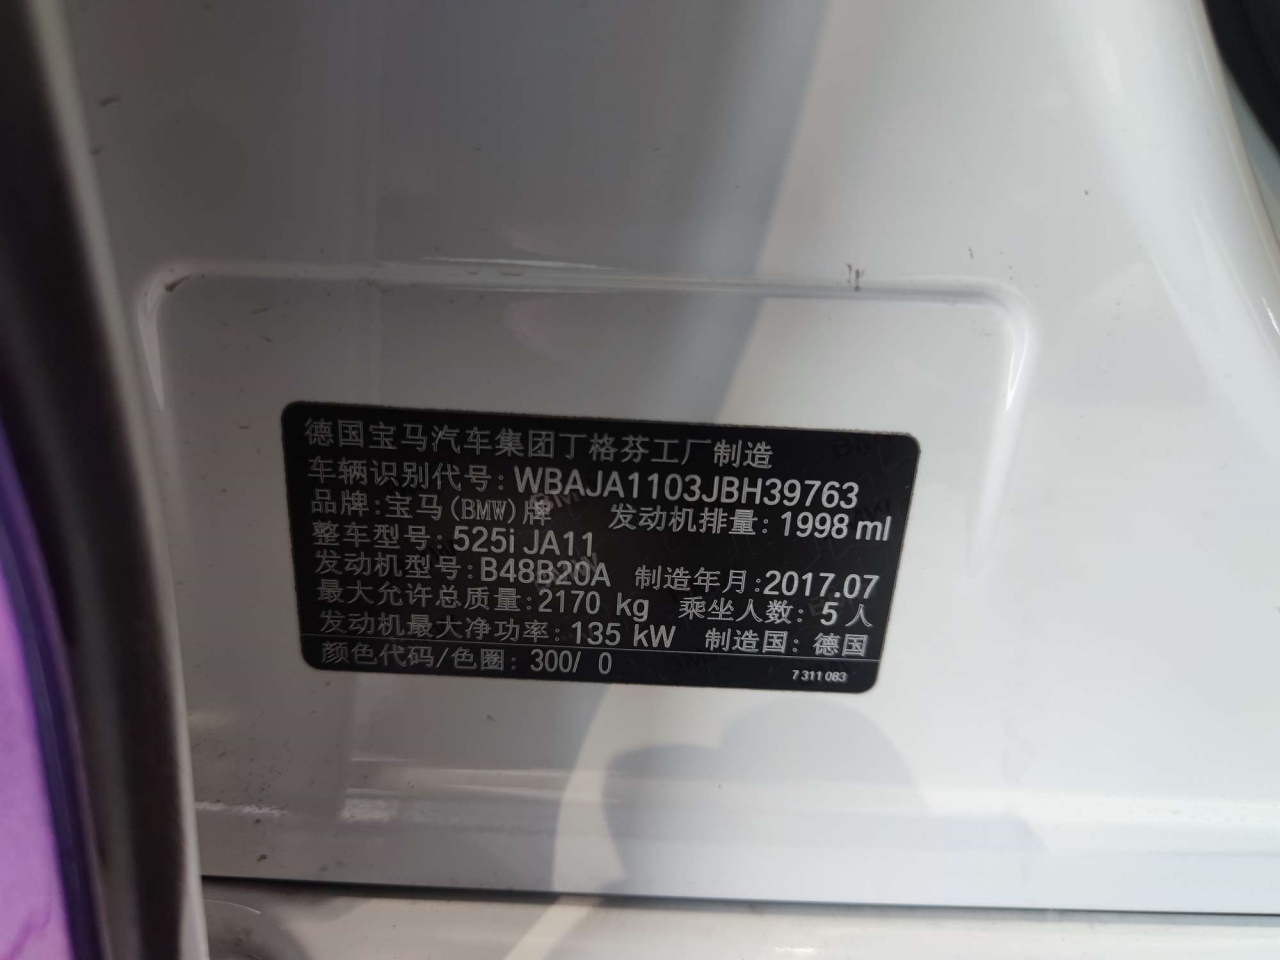 德国宝马汽车集团丁格芬工厂制造
车辆识别代号: WBAJA1103JBH39763
品牌: 宝马(BMW)牌 发动机排量: 1998 ml
整车型号: 525i JA11
发动机型号: B48B20A 制造年月: 2017.07
最大允许总质量: 2170 kg 乘坐人数: 5 人
发动机最大净功率: 135 kW 制造国: 德国
颜色代码/色圈: 300/ 0
7 311 083